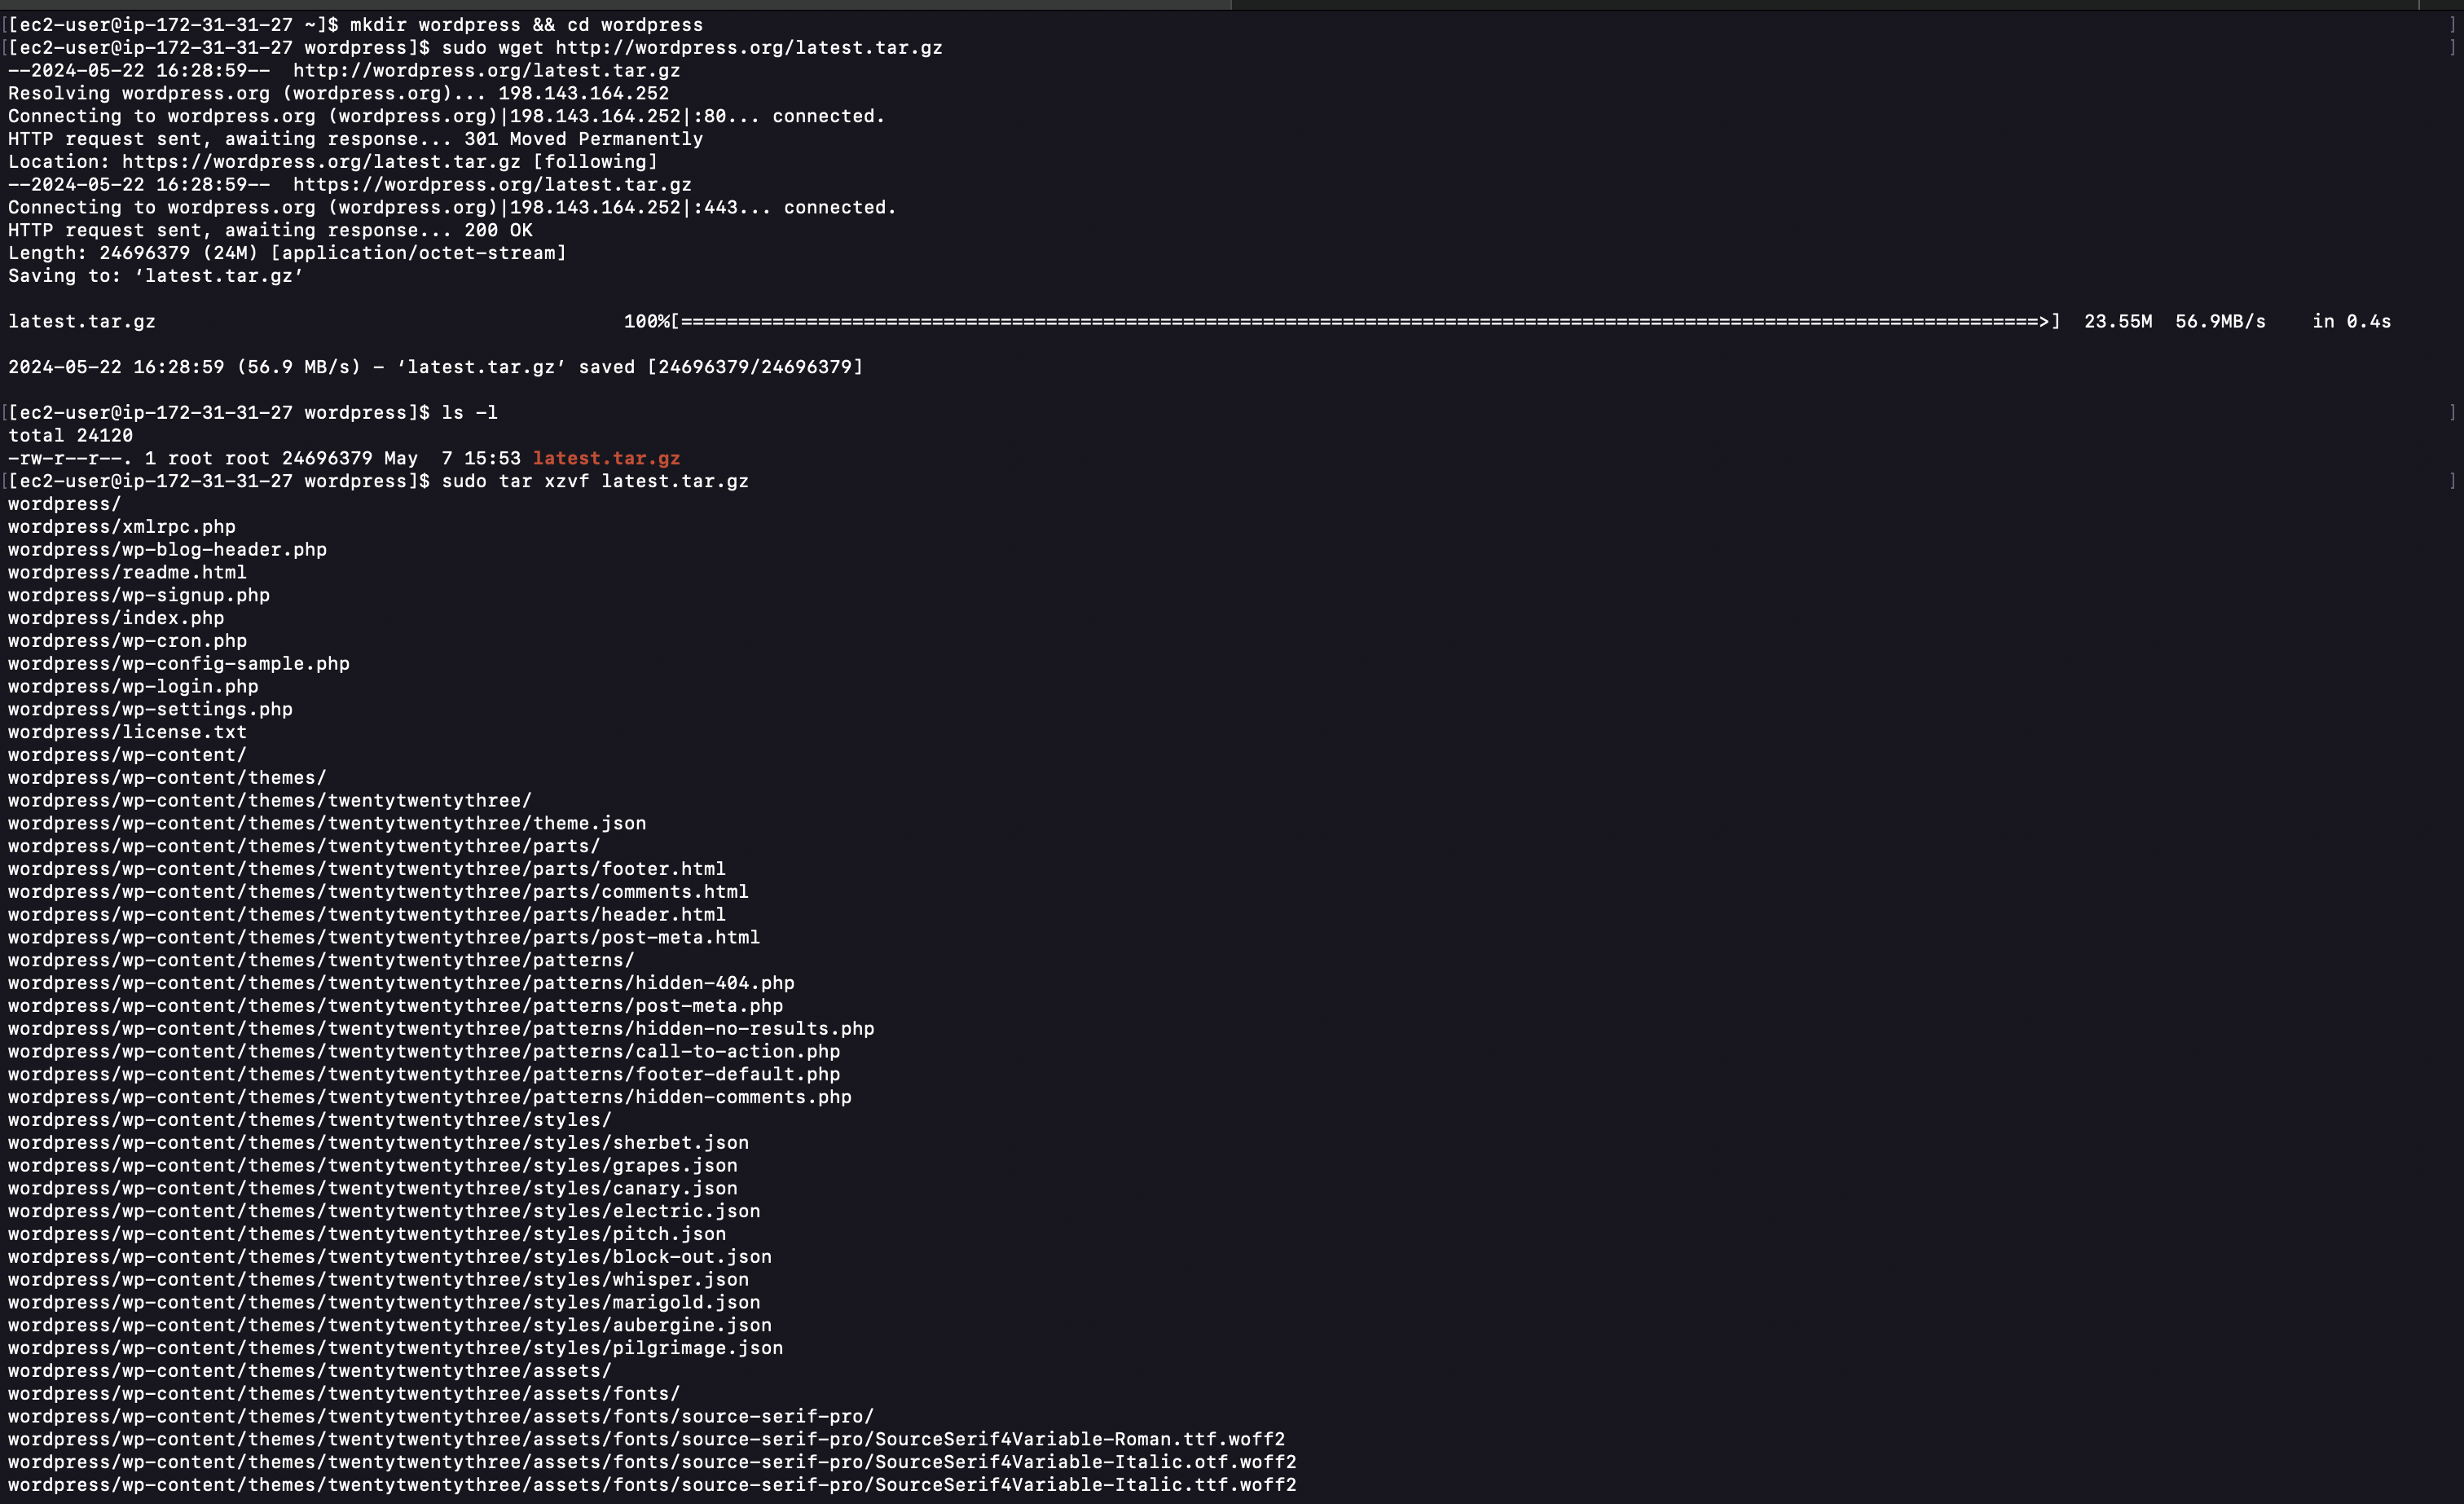 [[ec2-user@ip-172-31-31-27 ~]$ mkdir wordpress && cd wordpress ]
[[ec2-user@ip-172-31-31-27 wordpress]$ sudo wget http://wordpress.org/latest.tar.gz ]
--2024-05-22 16:28:59--  http://wordpress.org/latest.tar.gz
Resolving wordpress.org (wordpress.org)... 198.143.164.252
Connecting to wordpress.org (wordpress.org)|198.143.164.252|:80... connected.
HTTP request sent, awaiting response... 301 Moved Permanently
Location: https://wordpress.org/latest.tar.gz [following]
--2024-05-22 16:28:59--  https://wordpress.org/latest.tar.gz
Connecting to wordpress.org (wordpress.org)|198.143.164.252|:443... connected.
HTTP request sent, awaiting response... 200 OK
Length: 24696379 (24M) [application/octet-stream]
Saving to: ‘latest.tar.gz’
latest.tar.gz 100%[=======================================================================================================================>] 23.55M 56.9MB/s in 0.4s
2024-05-22 16:28:59 (56.9 MB/s) - ‘latest.tar.gz’ saved [24696379/24696379]
[[ec2-user@ip-172-31-31-27 wordpress]$ ls -l ]
total 24120
-rw-r--r--. 1 root root 24696379 May  7 15:53 latest.tar.gz
[[ec2-user@ip-172-31-31-27 wordpress]$ sudo tar xzvf latest.tar.gz ]
wordpress/
wordpress/xmlrpc.php
wordpress/wp-blog-header.php
wordpress/readme.html
wordpress/wp-signup.php
wordpress/index.php
wordpress/wp-cron.php
wordpress/wp-config-sample.php
wordpress/wp-login.php
wordpress/wp-settings.php
wordpress/license.txt
wordpress/wp-content/
wordpress/wp-content/themes/
wordpress/wp-content/themes/twentytwentythree/
wordpress/wp-content/themes/twentytwentythree/theme.json
wordpress/wp-content/themes/twentytwentythree/parts/
wordpress/wp-content/themes/twentytwentythree/parts/footer.html
wordpress/wp-content/themes/twentytwentythree/parts/comments.html
wordpress/wp-content/themes/twentytwentythree/parts/header.html
wordpress/wp-content/themes/twentytwentythree/parts/post-meta.html
wordpress/wp-content/themes/twentytwentythree/patterns/
wordpress/wp-content/themes/twentytwentythree/patterns/hidden-404.php
wordpress/wp-content/themes/twentytwentythree/patterns/post-meta.php
wordpress/wp-content/themes/twentytwentythree/patterns/hidden-no-results.php
wordpress/wp-content/themes/twentytwentythree/patterns/call-to-action.php
wordpress/wp-content/themes/twentytwentythree/patterns/footer-default.php
wordpress/wp-content/themes/twentytwentythree/patterns/hidden-comments.php
wordpress/wp-content/themes/twentytwentythree/styles/
wordpress/wp-content/themes/twentytwentythree/styles/sherbet.json
wordpress/wp-content/themes/twentytwentythree/styles/grapes.json
wordpress/wp-content/themes/twentytwentythree/styles/canary.json
wordpress/wp-content/themes/twentytwentythree/styles/electric.json
wordpress/wp-content/themes/twentytwentythree/styles/pitch.json
wordpress/wp-content/themes/twentytwentythree/styles/block-out.json
wordpress/wp-content/themes/twentytwentythree/styles/whisper.json
wordpress/wp-content/themes/twentytwentythree/styles/marigold.json
wordpress/wp-content/themes/twentytwentythree/styles/aubergine.json
wordpress/wp-content/themes/twentytwentythree/styles/pilgrimage.json
wordpress/wp-content/themes/twentytwentythree/assets/
wordpress/wp-content/themes/twentytwentythree/assets/fonts/
wordpress/wp-content/themes/twentytwentythree/assets/fonts/source-serif-pro/
wordpress/wp-content/themes/twentytwentythree/assets/fonts/source-serif-pro/SourceSerif4Variable-Roman.ttf.woff2
wordpress/wp-content/themes/twentytwentythree/assets/fonts/source-serif-pro/SourceSerif4Variable-Italic.otf.woff2
wordpress/wp-content/themes/twentytwentythree/assets/fonts/source-serif-pro/SourceSerif4Variable-Italic.ttf.woff2